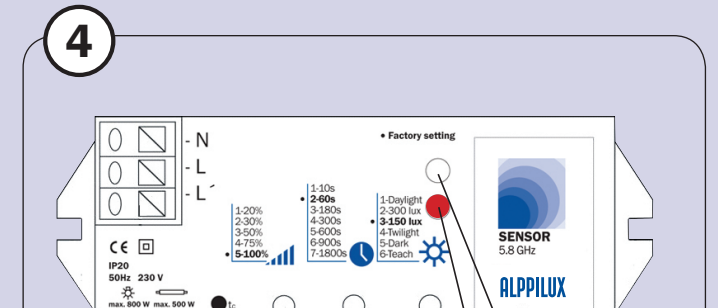 4
• Factory setting
- N
- L
- L´
1-20%
2-30%
3-50%
4-75%
• 5-100%
1-10s
• 2-60s
3-180s
4-300s
5-600s
6-900s
7-1800s
1-Daylight
2-300 lux
• 3-150 lux
4-Twilight
5-Dark
6-Teach
SENSOR
5.8 GHz
ALPPILUX
CE
IP20
50Hz 230 V
max. 800 W max. 500 W
tc